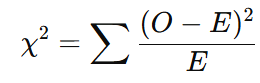 χ² = ∑ (O − E)² / E